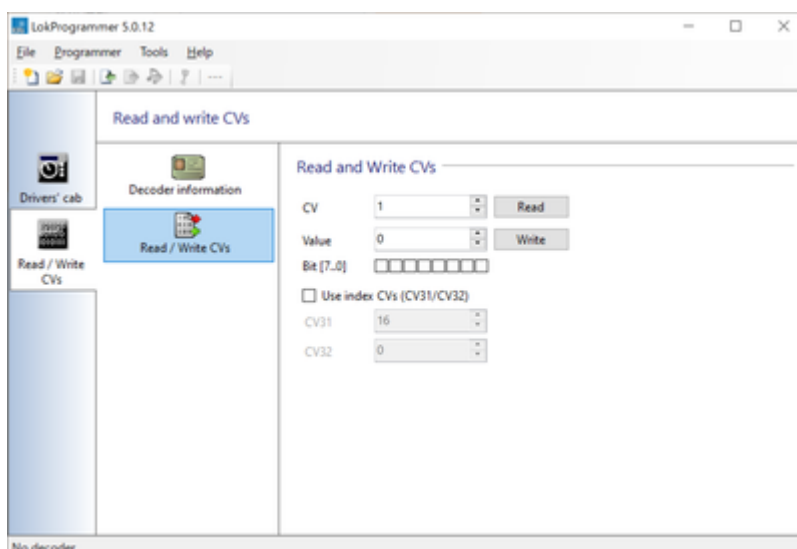 LokProgrammer 5.0.12
File Programmer Tools Help
Read and write CVs
Drivers' cab
Read / Write
CVs
Decoder information
Read / Write CVs
Read and Write CVs
CV 1 Read
Value 0 Write
Bit [7..0]
Use index CVs (CV31/CV32)
CV31 16
CV32 0
No decoder